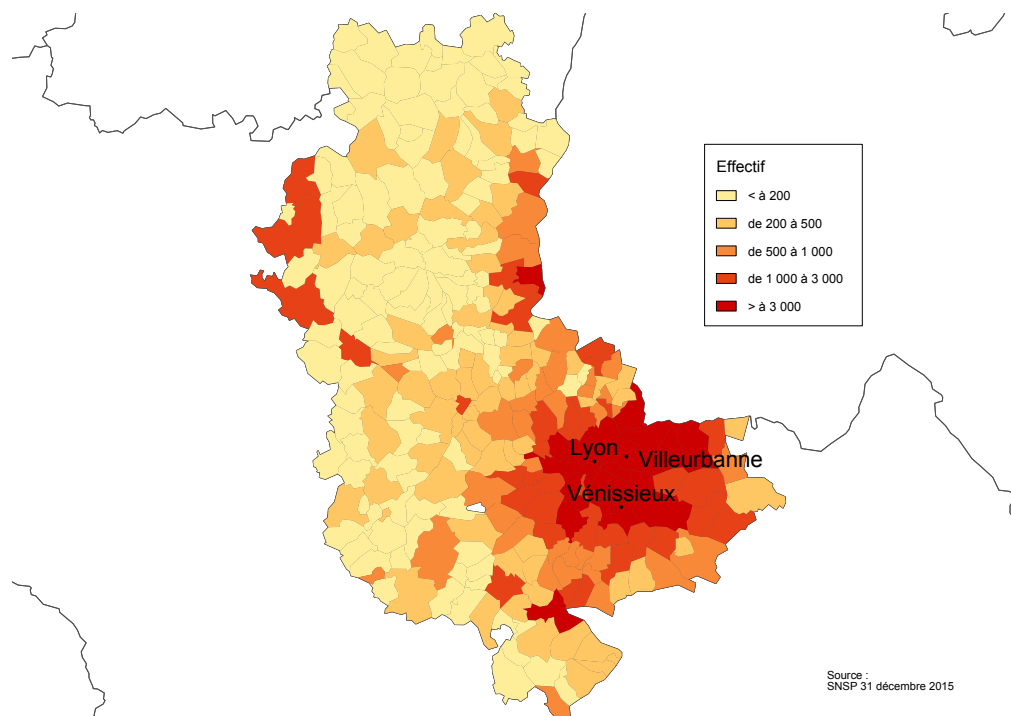 Effectif
< à 200
de 200 à 500
de 500 à 1 000
de 1 000 à 3 000
> à 3 000
Lyon
Villeurbanne
Vénissieux
Source :
SNSP 31 décembre 2015